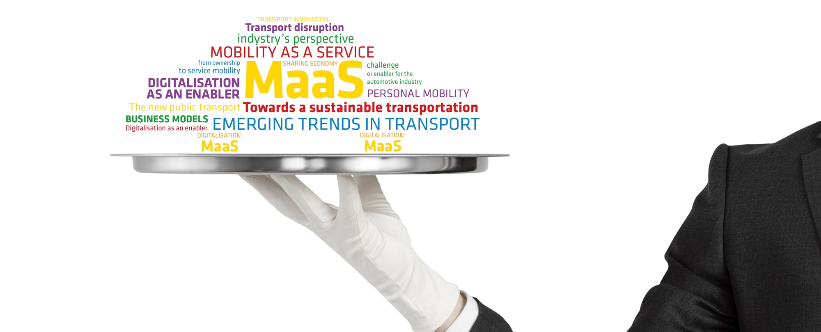 TRANSPORT INNOVATION
Transport disruption
industry's perspective
MOBILITY AS A SERVICE
from ownership
to service mobility
SHARING ECONOMY
challenge
or enabler for the
automotive industry
DIGITALISATION
AS AN ENABLER
MaaS
PERSONAL MOBILITY
The new public transport
Towards a sustainable transportation
BUSINESS MODELS
Digitalisation as an enabler
EMERGING TRENDS IN TRANSPORT
DIGITALISATION
MaaS
DIGITALISATION
MaaS